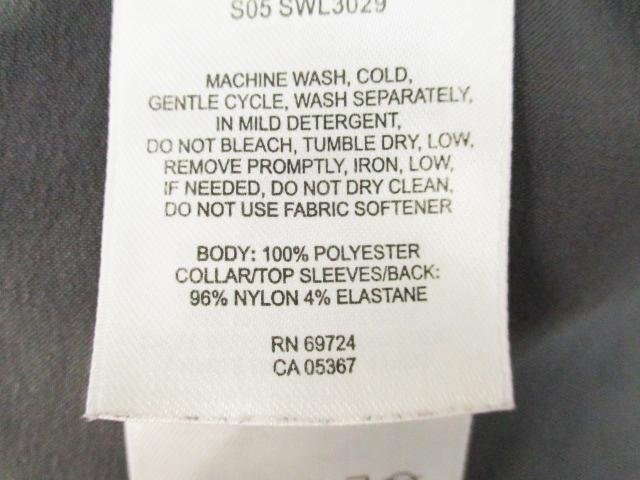 S05 SWL3029
MACHINE WASH, COLD,
GENTLE CYCLE, WASH SEPARATELY,
IN MILD DETERGENT,
DO NOT BLEACH, TUMBLE DRY, LOW,
REMOVE PROMPTLY, IRON, LOW,
IF NEEDED, DO NOT DRY CLEAN,
DO NOT USE FABRIC SOFTENER
BODY: 100% POLYESTER
COLLAR/TOP SLEEVES/BACK:
96% NYLON 4% ELASTANE
RN 69724
CA 05367